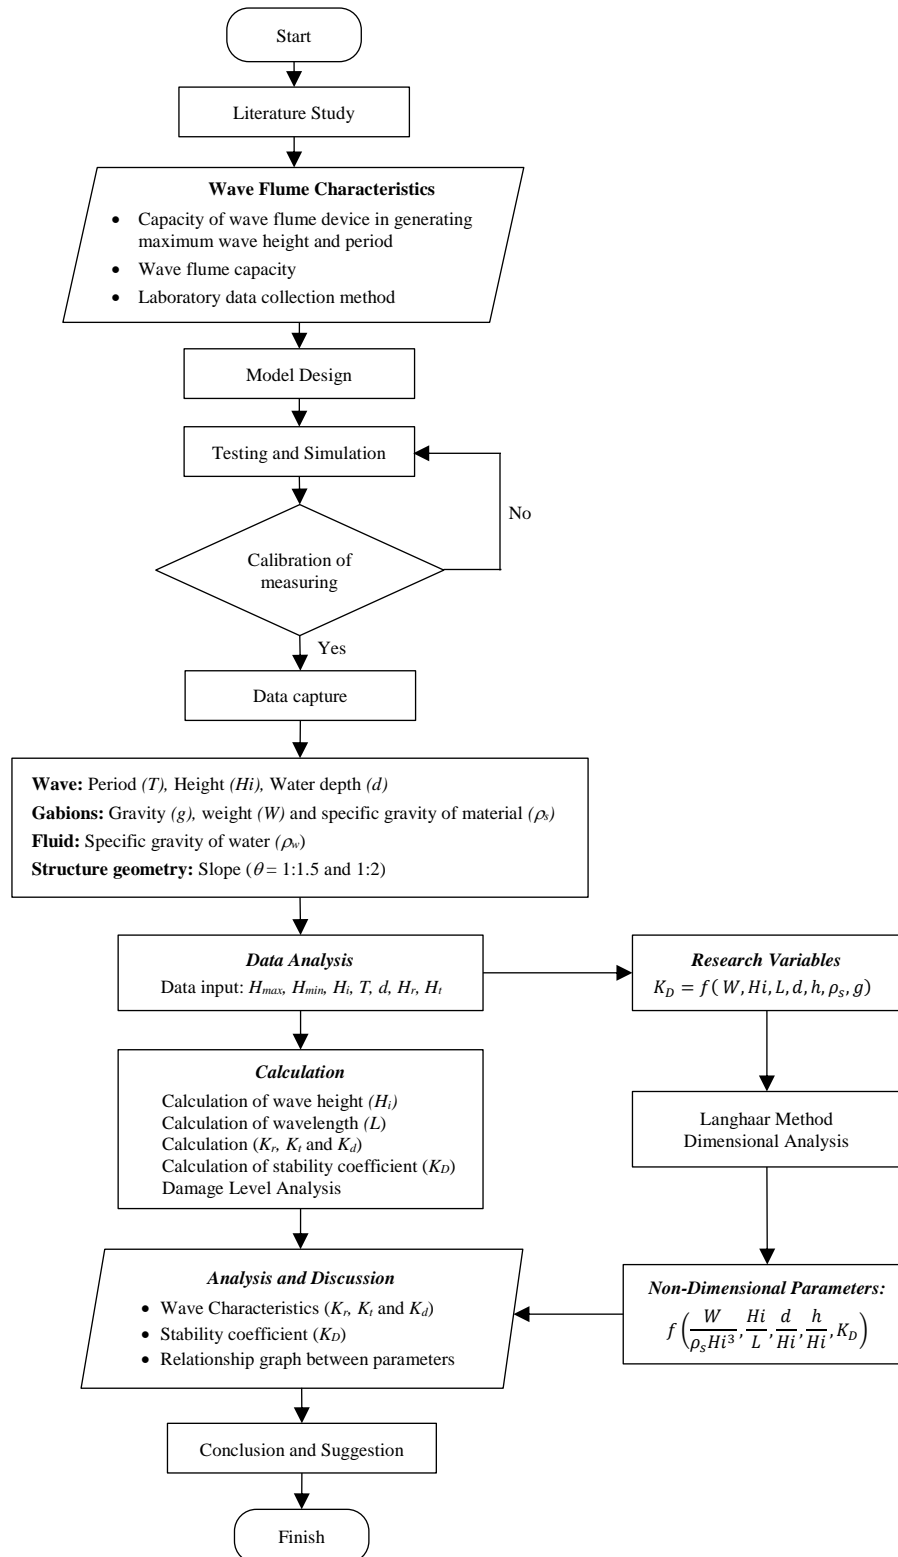 Start
Literature Study
Wave Flume Characteristics
• Capacity of wave flume device in generating
maximum wave height and period
• Wave flume capacity
• Laboratory data collection method
Model Design
Testing and Simulation
No
Calibration of
measuring
Yes
Data capture
Wave: Period (T), Height (Hi), Water depth (d)
Gabions: Gravity (g), weight (W) and specific gravity of material (ρs)
Fluid: Specific gravity of water (ρw)
Structure geometry: Slope (θ = 1:1.5 and 1:2)
Data Analysis
Data input: Hmax, Hmin, Hi, T, d, Hr, Ht
Research Variables
K_D = f( W, Hi, L, d, h, ρ_s, g)
Calculation
Calculation of wave height (Hi)
Calculation of wavelength (L)
Calculation (Kr, Kt and Kd)
Calculation of stability coefficient (KD)
Damage Level Analysis
Langhaar Method
Dimensional Analysis
Analysis and Discussion
• Wave Characteristics (Kr, Kt and Kd)
• Stability coefficient (KD)
• Relationship graph between parameters
Non-Dimensional Parameters:
f(W/(ρ_s Hi³), Hi/L, d/Hi, h/Hi, K_D)
Conclusion and Suggestion
Finish